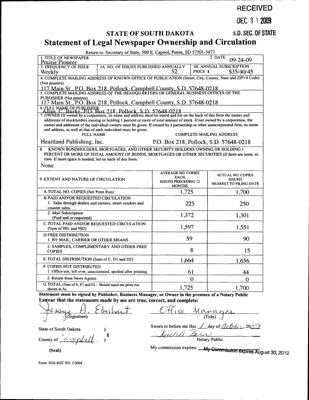 RECEIVED
DEC 31 2009
S.D. SEC. OF STATE
STATE OF SOUTH DAKOTA
Statement of Legal Newspaper Ownership and Circulation
Return to: Secretary of State, 500 E. Capitol, Pierre, SD 57501-5077
1. TITLE OF NEWSPAPER
Prairie Pioneer
2. DATE 09-24-09
3. FREQUENCY OF ISSUE
Weekly
3A. NO. OF ISSUES PUBLISHED ANNUALLY
52
3B. ANNUAL SUBSCRIPTION
PRICE $ $35/40/45
4. COMPLETE MAILING ADDRESS OF KNOWN OFFICE OF PUBLICATION (Street, City, County, State and ZIP+4 Code)
(Not printers)
117 Main St., P.O. Box 218, Pollock, Campbell County, S.D. 57648-0218
5. COMPLETE MAILING ADDRESS OF THE HEADQUARTERS OR GENERAL BUSINESS OFFICES OF THE
PUBLISHER (Not printers)
117 Main St., P.O. Box 218, Pollock, Campbell County, S.D. 57648-0218
6. FULL NAME OF PUBLISHER
Allan C. Burke, P.O. Box 218, Pollock, S.D. 57648-0218
7. OWNER (If owned by a corporation, its name and address must be stated and also on the back of this form the names and
addresses of stockholders owning or holding 1 percent or more of total amount of stock. If not owned by a corporation, the
names and addresses of the individual owners must be given. If owned by a partnership or other unincorporated firm, its name
and address, as well as that of each individual must be given.
FULL NAME
COMPLETE MAILING ADDRESS
Heartland Publishing, Inc.
P.O. Box 218, Pollock, S.D. 57648-0218
8. KNOWN BONDHOLDERS, MORTGAGEES, AND OTHER SECURITY HOLDERS OWNING OR HOLDING 1
PERCENT OR MORE OF TOTAL AMOUNT OF BONDS, MORTGAGES OR OTHER SECURITIES (If there are none, so
state. If more space is needed, list on back of this form.
None
9. EXTENT AND NATURE OF CIRCULATION
AVERAGE NO. COPIES
EACH
ISSUED PRECEDING 12
MONTHS
ACTUAL NO. COPIES
ISSUED
NEAREST TO FILING DATE
A. TOTAL NO. COPIES (Net Press Run) 1,725 1,700
B. PAID AND/OR REQUESTED CIRCULATION
1. Sales through dealers and carriers, street vendors and
counter sales. 225 250
2. Mail Subscription
(Paid and or requested) 1,372 1,301
C. TOTAL PAID AND/OR REQUESTED CIRCULATION
(Sum of 9B1 and 9B2) 1,597 1,551
D. FREE DISTRIBUTION
1. BY MAIL, CARRIER OR OTHER MEANS 59 90
2. SAMPLES, COMPLIMENTARY AND OTHER FREE
COPIES 8 15
E. TOTAL DISTRIBUTION (Sum of C, D1 and D2) 1,664 1,656
F. COPIES NOT DISTRIBUTED
1. Office use, left over, unaccounted, spoiled after printing 61 44
2. Return from News Agents 0 0
G. TOTAL (Sum of E, F1 and F2 - Should equal net press run
shown in A) 1,725 1,700
Statement must be signed by Publisher, Business Manager, or Owner in the presence of a Notary Public
I swear that the statements made by me are true, correct, and complete:
Office Manager
(Signature) (Title)
State of South Dakota )
Sworn to before me this 1 day of October, 2009
County of Campbell )
Notary Public
(Seal)
My commission expires: My Commission Expires August 30, 2010